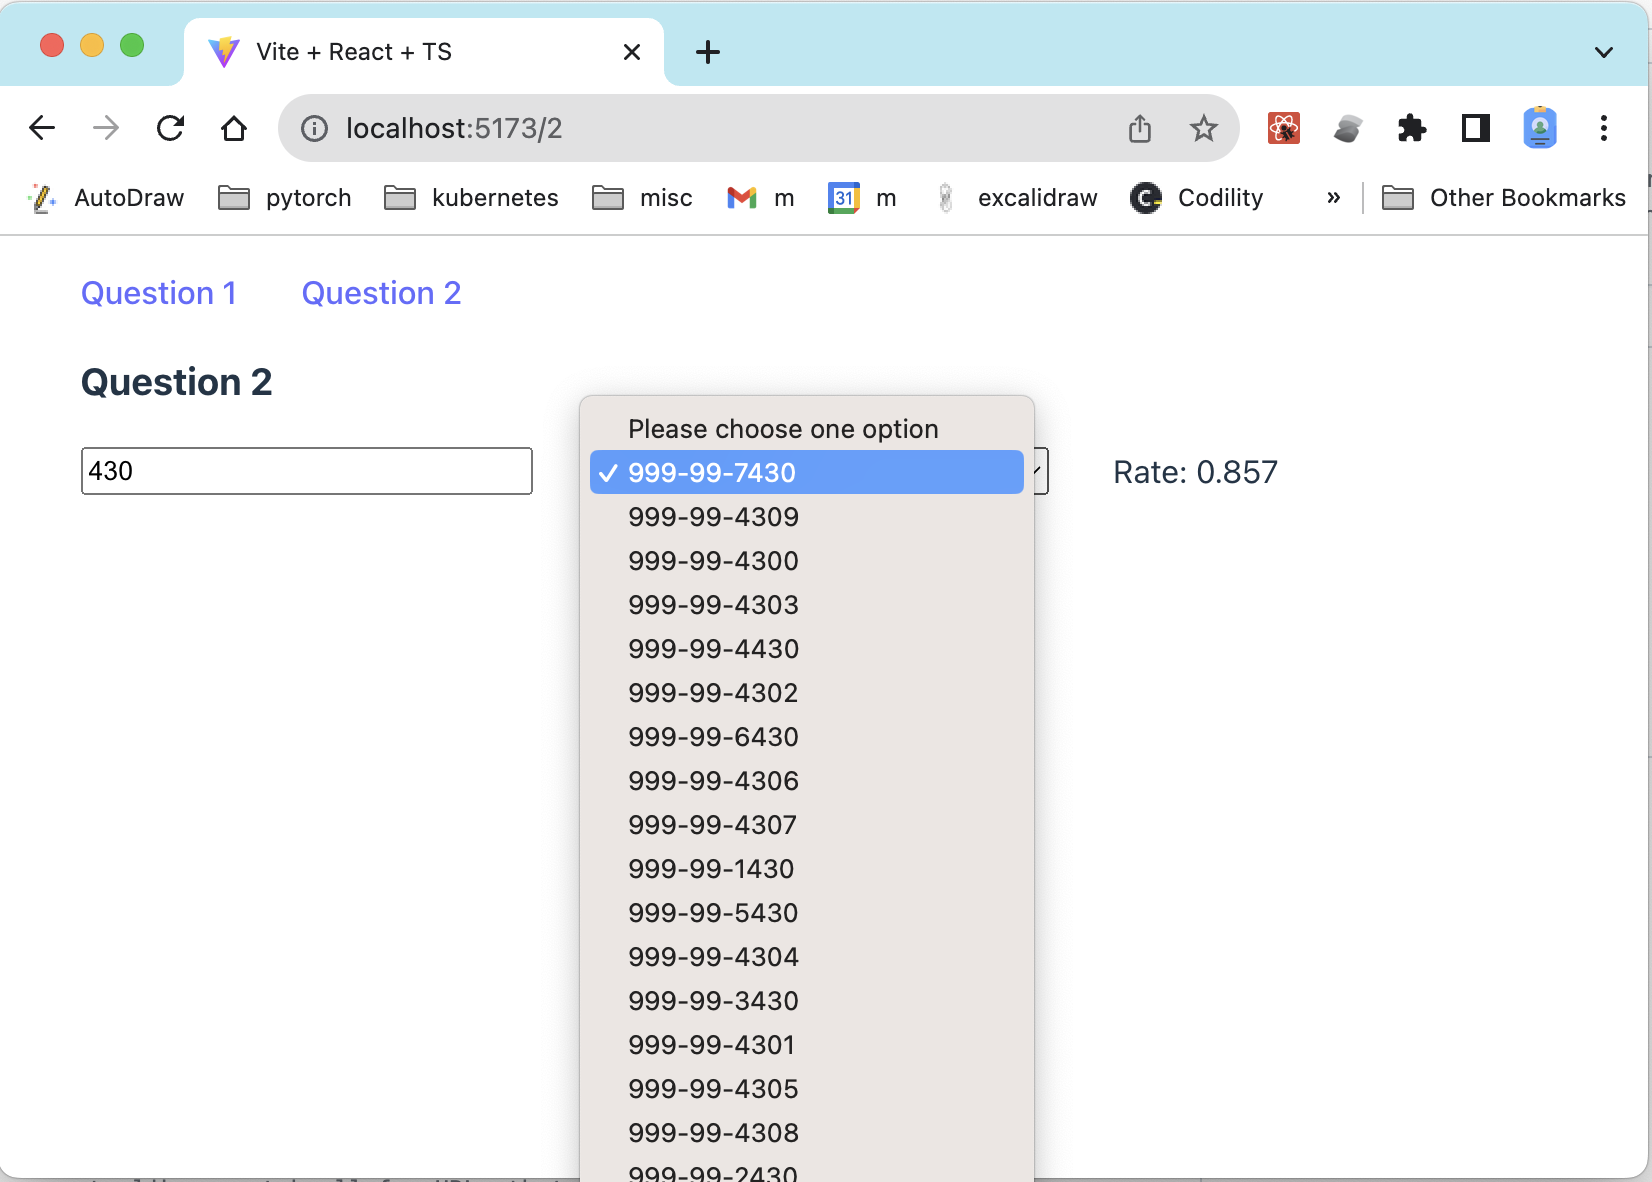 Vite + React + TS
localhost:5173/2
AutoDraw pytorch kubernetes misc m 31 m excalidraw C Codility » Other Bookmarks
Question 1 Question 2
Question 2
430
Please choose one option
999-99-7430
Rate: 0.857
999-99-4309
999-99-4300
999-99-4303
999-99-4430
999-99-4302
999-99-6430
999-99-4306
999-99-4307
999-99-1430
999-99-5430
999-99-4304
999-99-3430
999-99-4301
999-99-4305
999-99-4308
999-99-2430